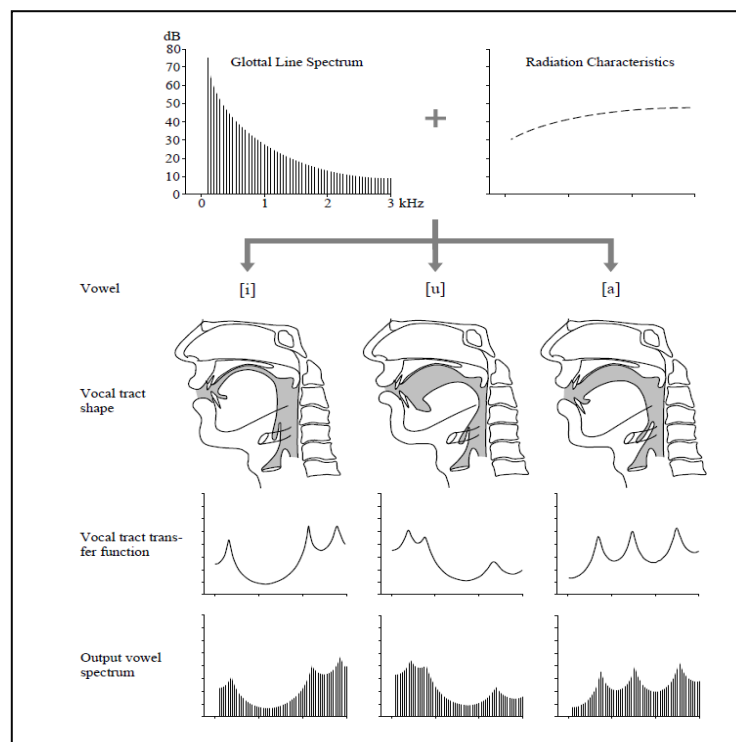 dB
80
70
60
50
40
30
20
10
0
Glottal Line Spectrum
0 1 2 3 kHz
+
Radiation Characteristics
Vowel [i] [u] [a]
Vocal tract
shape
Vocal tract trans-
fer function
Output vowel
spectrum